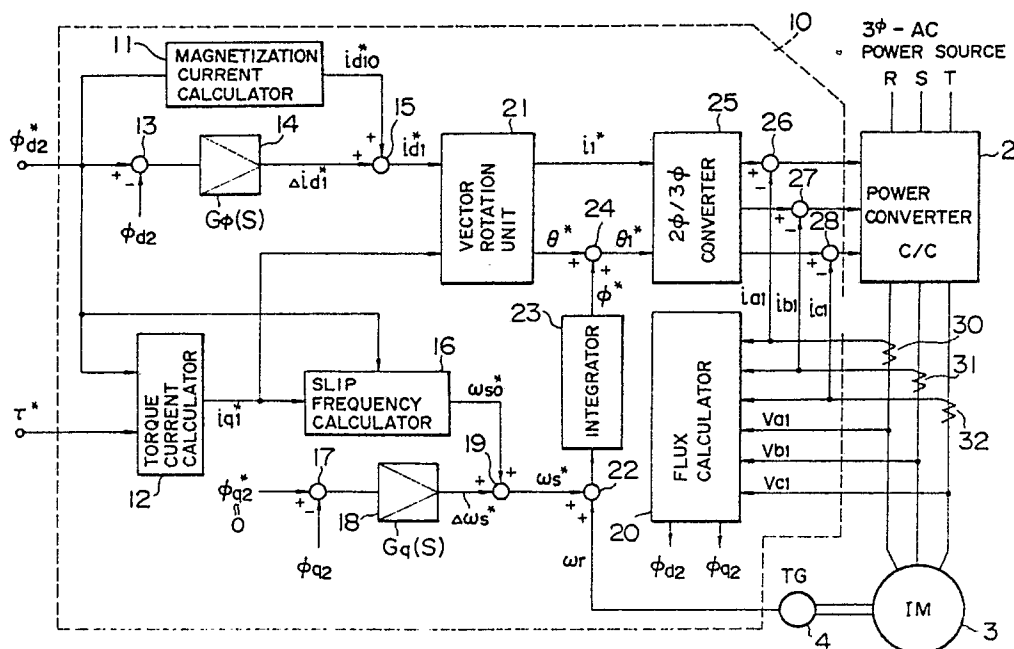 10
3φ - AC
POWER SOURCE
R S T
11
MAGNETIZATION
CURRENT
CALCULATOR
id10*
φd2*
13
14
15
+
+
id1*
+
-
Δid1*
φd2
Gφ(S)
21
VECTOR
ROTATION
UNIT
i1*
θ*
24
+
+
θ1*
φ*
25
2φ/3φ
CONVERTER
26
+
-
27
+
-
28
+
-
2
POWER
CONVERTER
C/C
ia1
ib1
ic1
23
INTEGRATOR
30
31
32
16
SLIP
FREQUENCY
CALCULATOR
ωso*
τ*
TORQUE
CURRENT
CALCULATOR
iq1*
12
FLUX
CALCULATOR
Va1
Vb1
Vc1
20
φd2
φq2
17
φq2*
=
0
+
-
φq2
18
Gq(S)
Δωs*
19
+
+
ωs*
22
+
+
ωr
TG
4
IM
3